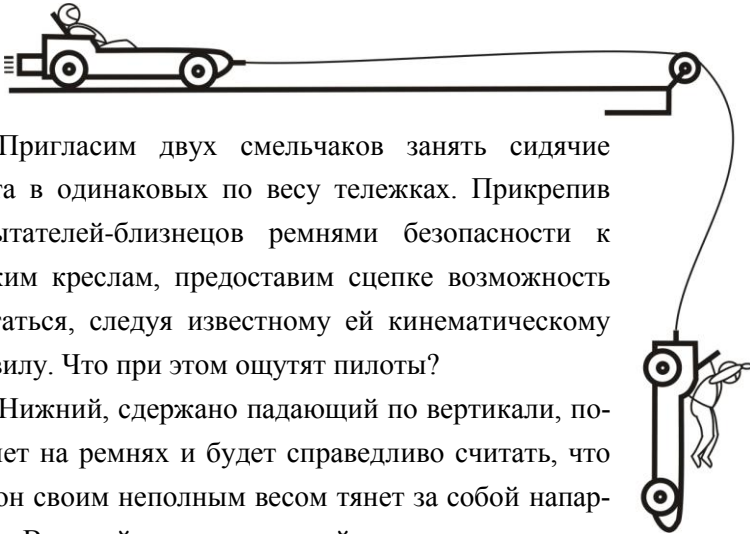 Пригласим двух смельчаков занять сидячие
та в одинаковых по весу тележках. Прикрепив
ытателей-близнецов ремнями безопасности к
ким креслам, предоставим сцепке возможность
гаться, следуя известному ей кинематическому
вилу. Что при этом ощутят пилоты?
Нижний, сдержано падающий по вертикали, по-
нет на ремнях и будет справедливо считать, что
он своим неполным весом тянет за собой напар-